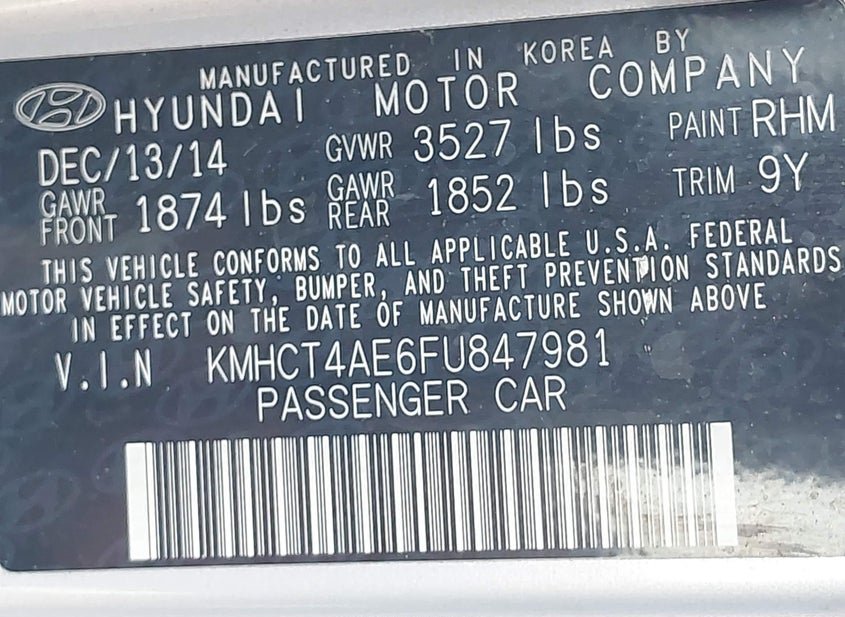 MANUFACTURED IN KOREA BY
HYUNDAI MOTOR COMPANY
DEC/13/14 GVWR 3527 lbs PAINT RHM
GAWR FRONT 1874 lbs GAWR REAR 1852 lbs TRIM 9Y
THIS VEHICLE CONFORMS TO ALL APPLICABLE U.S.A. FEDERAL
MOTOR VEHICLE SAFETY, BUMPER, AND THEFT PREVENTION STANDARDS
IN EFFECT ON THE DATE OF MANUFACTURE SHOWN ABOVE
V.I.N KMHCT4AE6FU847981
PASSENGER CAR